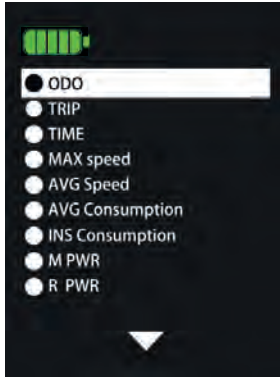 ODO
TRIP
TIME
MAX speed
AVG Speed
AVG Consumption
INS Consumption
M PWR
R PWR